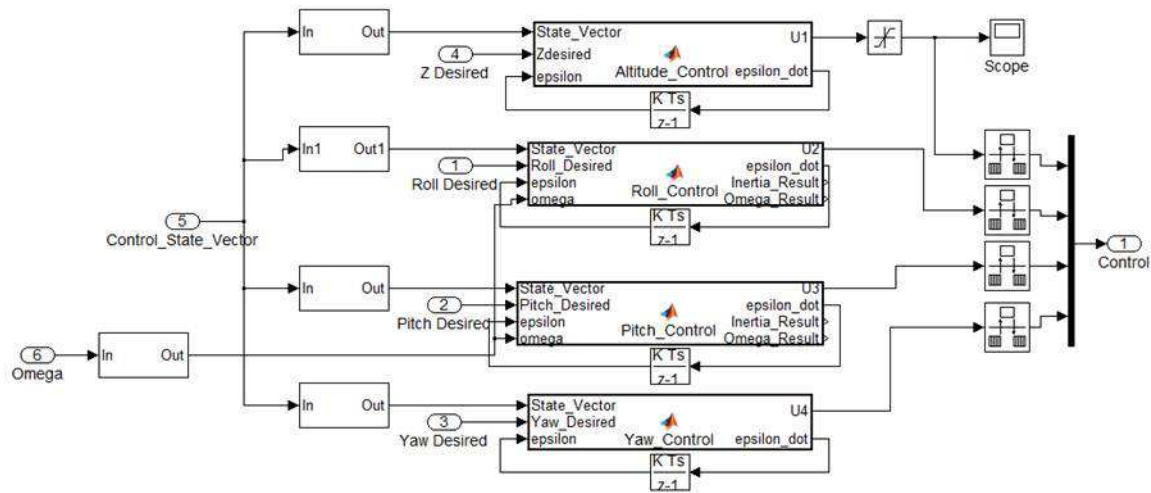 In Out
State_Vector
U1
4
Zdesired
Z Desired
epsilon
Altitude_Control
epsilon_dot
Scope
K Ts
z-1
In1 Out1
State_Vector
U2
1
Roll_Desired
epsilon_dot
Roll Desired
epsilon
Roll_Control
Inertia_Result
omega
Omega_Result
K Ts
z-1
5
Control_State_Vector
1
Control
In Out
State_Vector
U3
2
Pitch_Desired
epsilon_dot
Pitch Desired
epsilon
Pitch_Control
Inertia_Result
omega
Omega_Result
K Ts
z-1
6
Omega
In Out
In Out
State_Vector
U4
3
Yaw_Desired
Yaw Desired
epsilon
Yaw_Control
epsilon_dot
K Ts
z-1